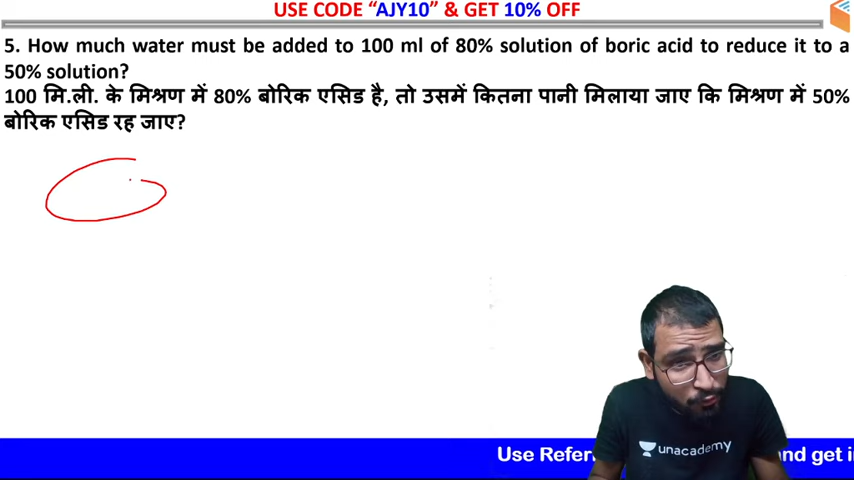 USE CODE “AJY10” & GET 10% OFF
5. How much water must be added to 100 ml of 80% solution of boric acid to reduce it to a
50% solution?
100 मि.ली. के मिश्रण में 80% बोरिक एसिड है, तो उसमें कितना पानी मिलाया जाए कि मिश्रण में 50%
बोरिक एसिड रह जाए?
unacademy
Use Refer and get i